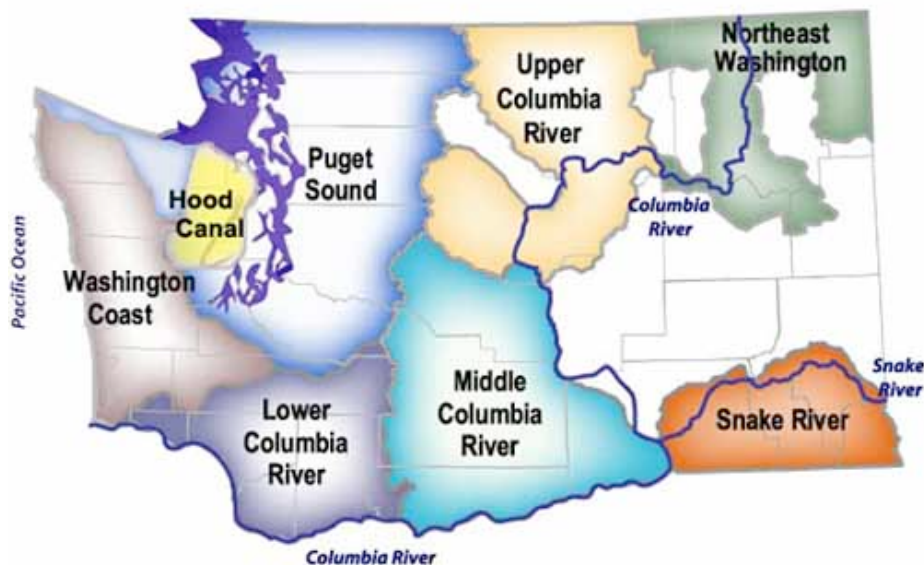 Northeast
Washington
Upper
Columbia
River
Puget
Sound
Hood
Canal
Columbia
River
Pacific Ocean
Washington
Coast
Snake
River
Middle
Columbia
River
Lower
Columbia
River
Snake River
Columbia River